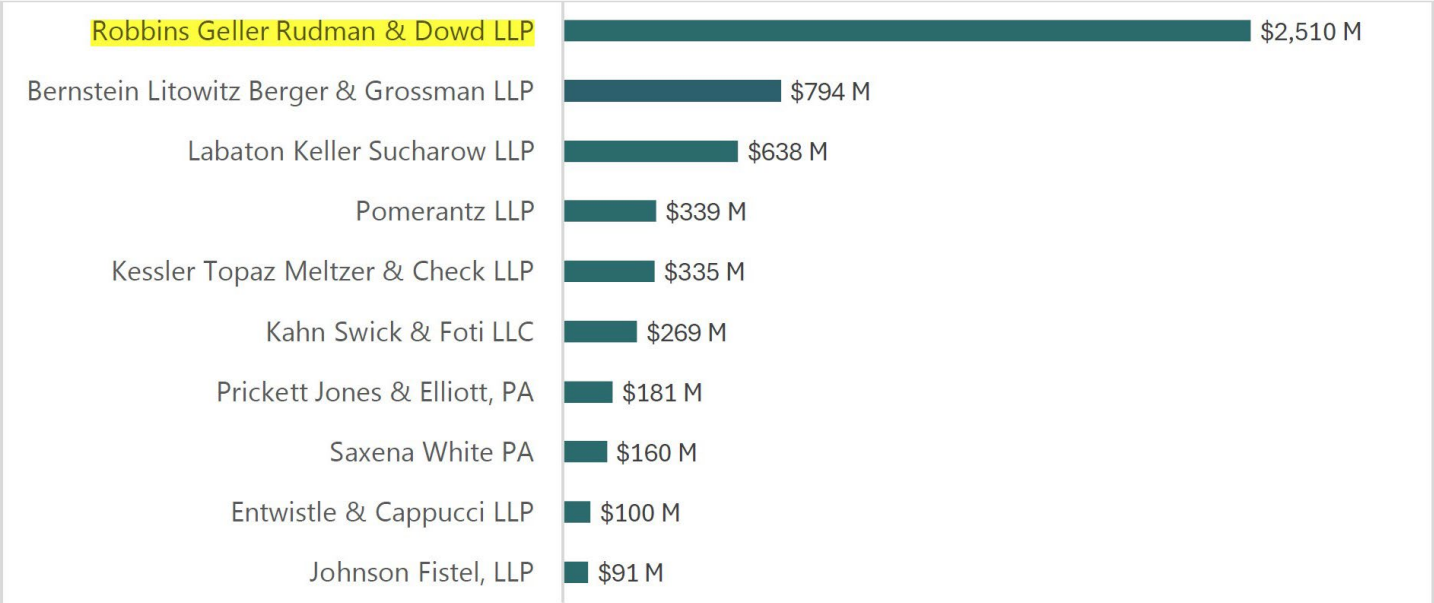 Robbins Geller Rudman & Dowd LLP $2,510 M
Bernstein Litowitz Berger & Grossman LLP $794 M
Labaton Keller Sucharow LLP $638 M
Pomerantz LLP $339 M
Kessler Topaz Meltzer & Check LLP $335 M
Kahn Swick & Foti LLC $269 M
Prickett Jones & Elliott, PA $181 M
Saxena White PA $160 M
Entwistle & Cappucci LLP $100 M
Johnson Fistel, LLP $91 M